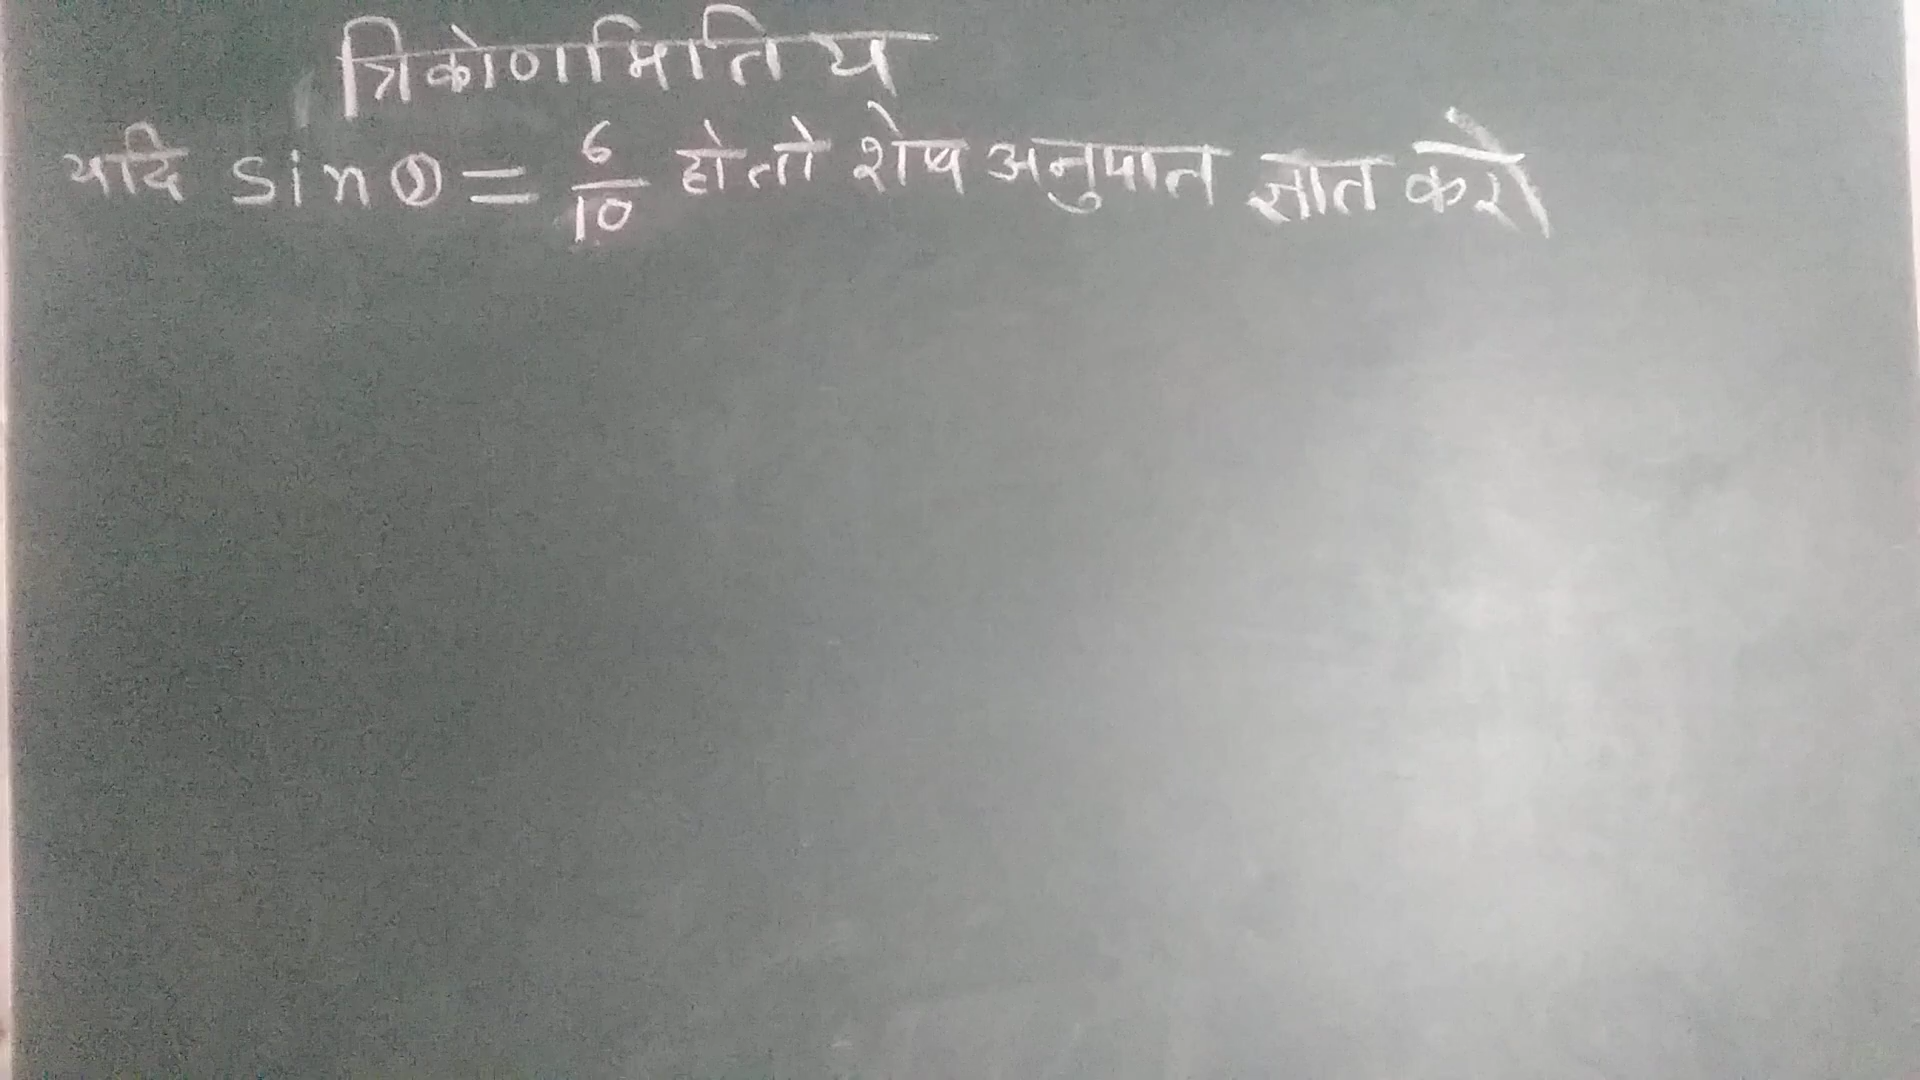 त्रिकोणमितिय
यदि sinθ = 6/10 हो तो शेष अनुपात ज्ञात करो